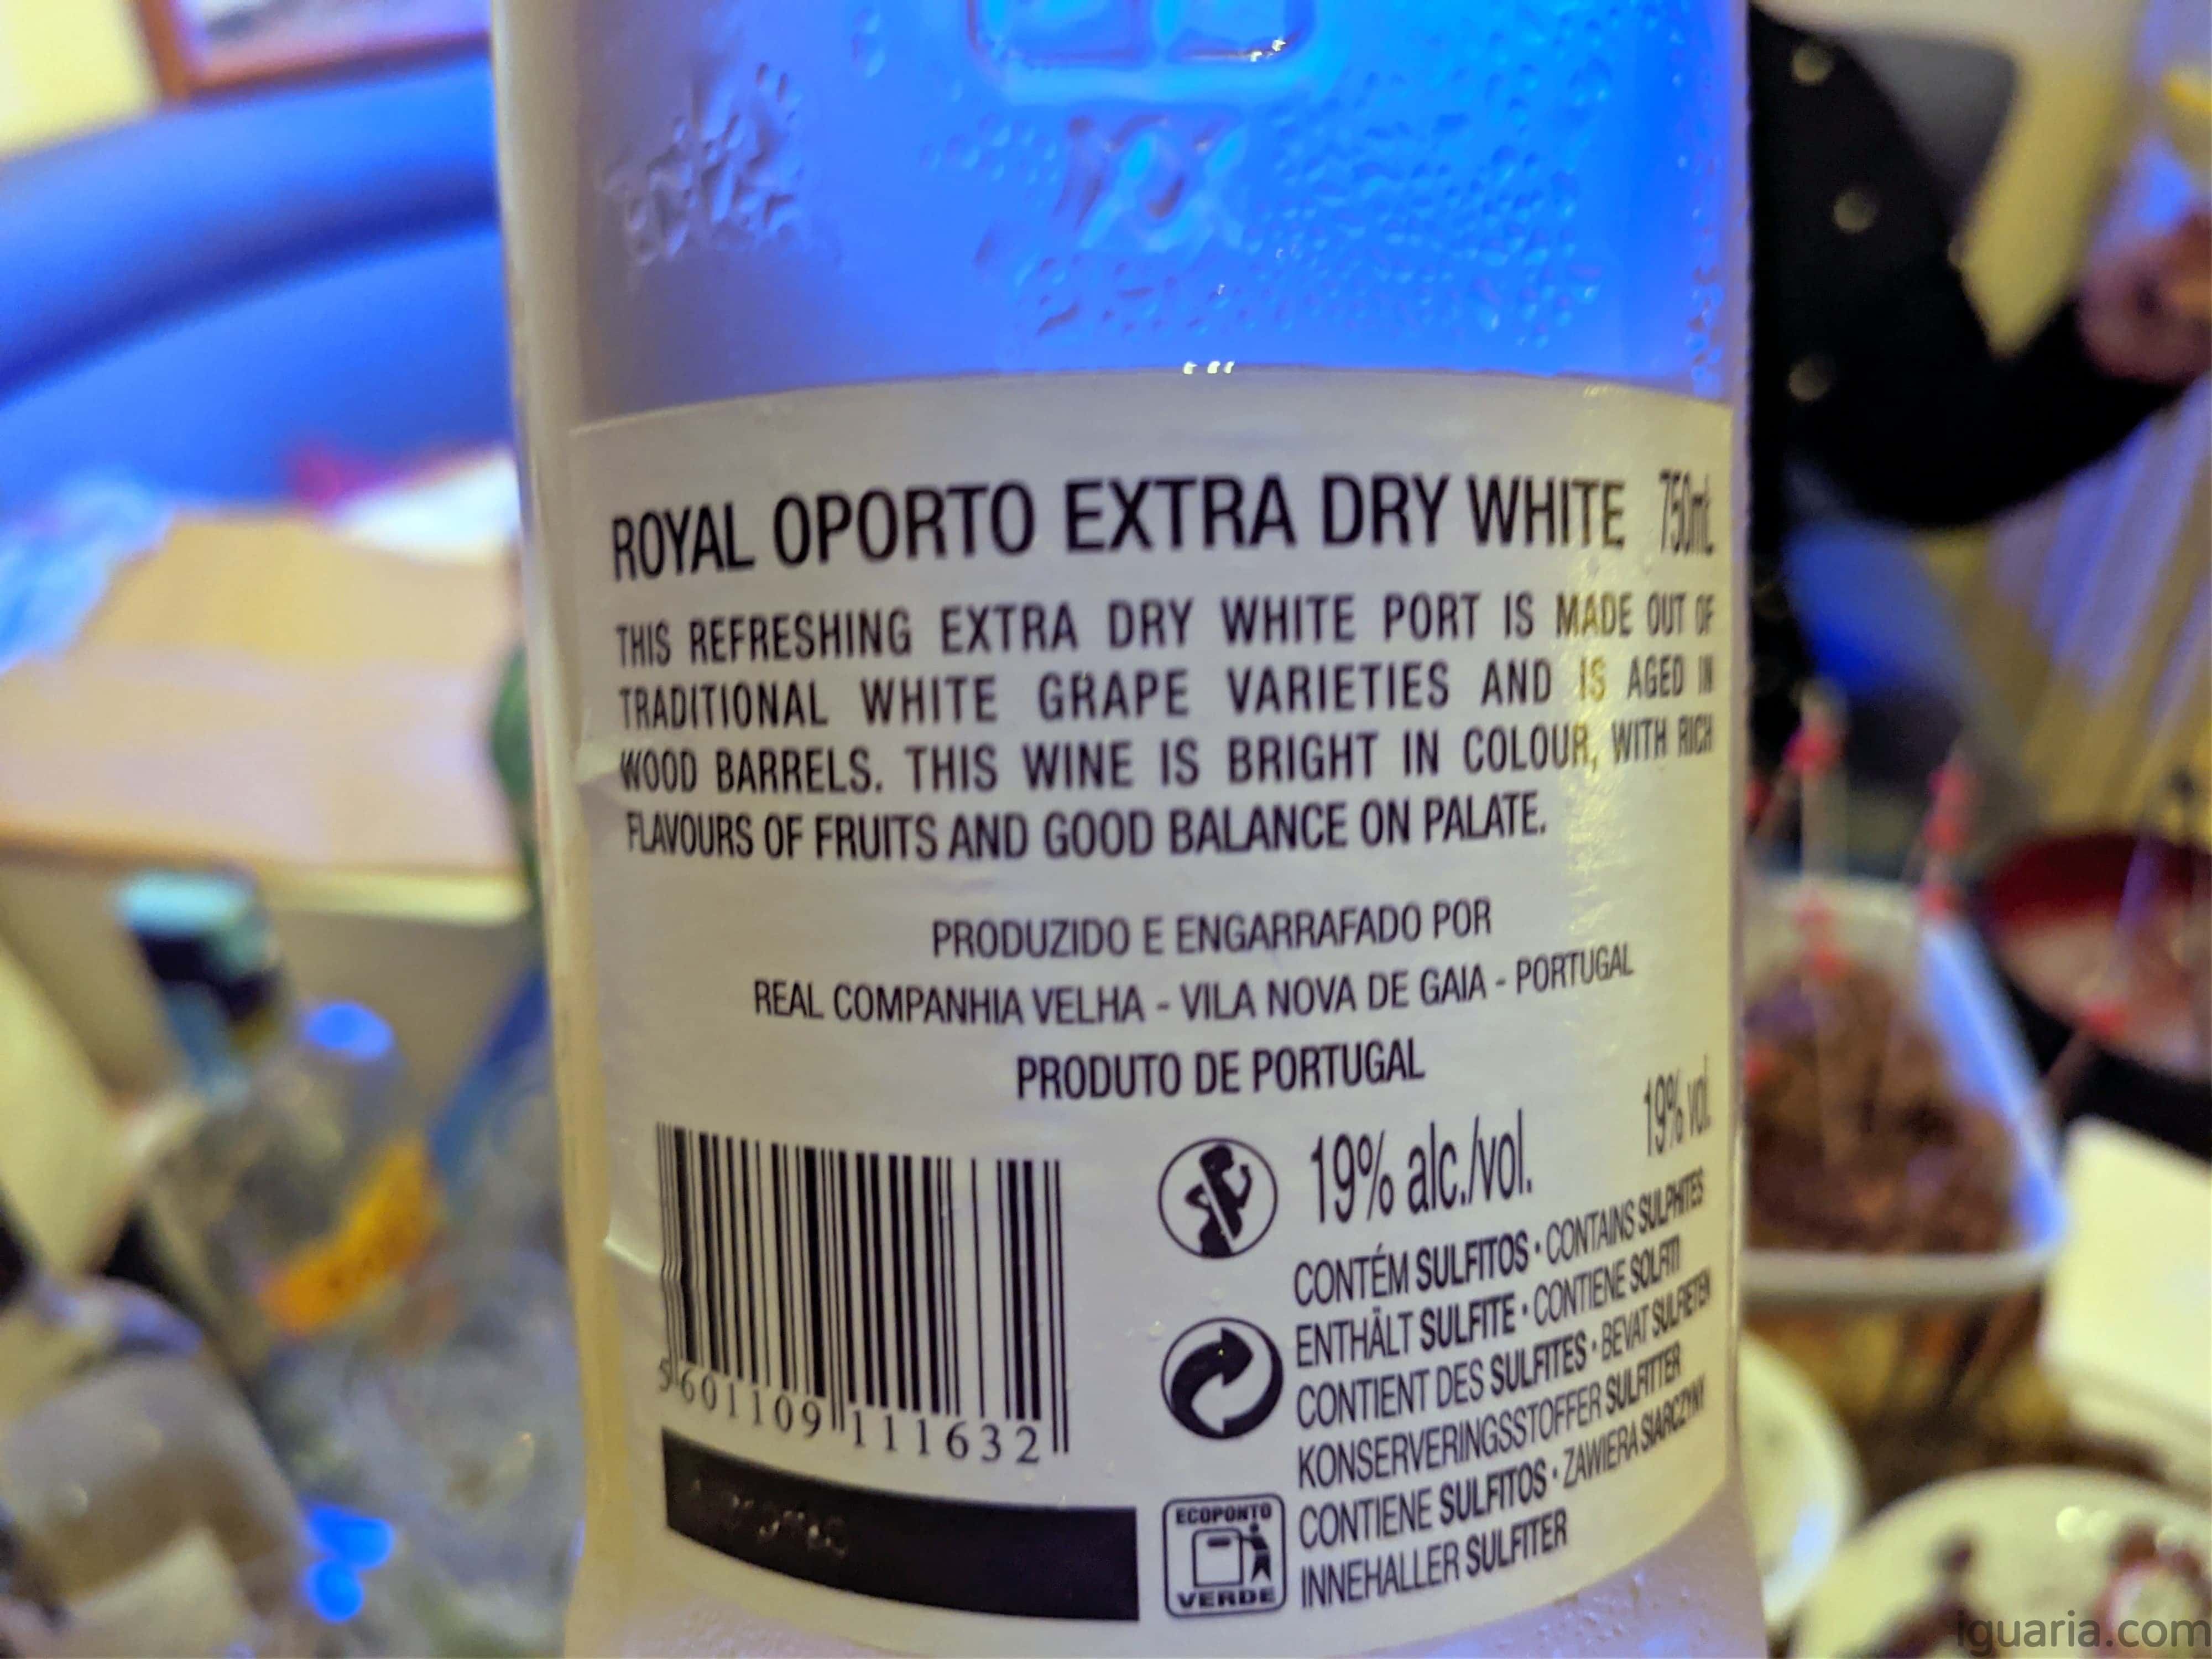 ROYAL OPORTO EXTRA DRY WHITE 750mL
THIS REFRESHING EXTRA DRY WHITE PORT IS MADE OUT OF
TRADITIONAL WHITE GRAPE VARIETIES AND IS AGED IN
WOOD BARRELS. THIS WINE IS BRIGHT IN COLOUR, WITH RICH
FLAVOURS OF FRUITS AND GOOD BALANCE ON PALATE.
PRODUZIDO E ENGARRAFADO POR
REAL COMPANHIA VELHA - VILA NOVA DE GAIA - PORTUGAL
PRODUTO DE PORTUGAL
19% alc./vol. 19% vol.
CONTÉM SULFITOS · CONTAINS SULPHITES
ENTHÄLT SULFITE · CONTIENE SOLFITI
CONTIENT DES SULFITES · BEVAT SULFIETEN
KONSERVERINGSSTOFFER SULFITTER
CONTIENE SULFITOS · ZAWIERA SIARCZYNY
INNEHALLER SULFITER
5 601109 111632
ECOPONTO
VERDE
iguaria.com